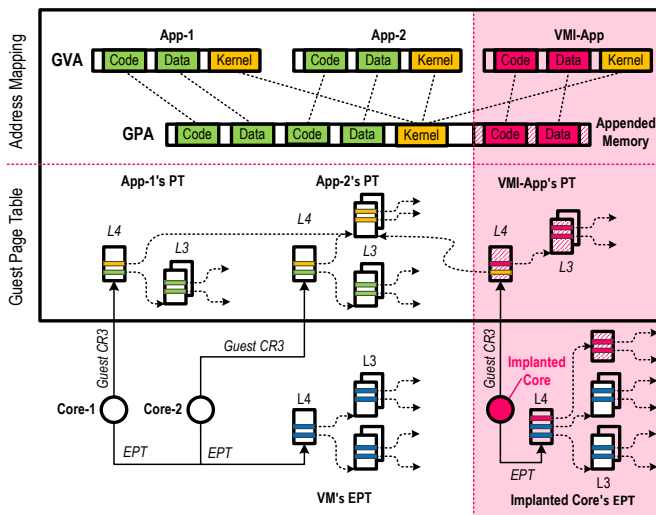 Address Mapping
App-1
App-2
VMI-App
GVA
Code Data Kernel
Code Data Kernel
Code Data Kernel
GPA
Code Data Code Data Kernel
Code Data
Appended
Memory
Guest Page Table
App-1's PT
App-2's PT
VMI-App's PT
L4
L3
L4
L3
L4
L3
Guest CR3
Guest CR3
Guest CR3
Implanted
Core
Core-1
Core-2
L4
L3
L4
L3
EPT
EPT
EPT
VM's EPT
Implanted Core's EPT